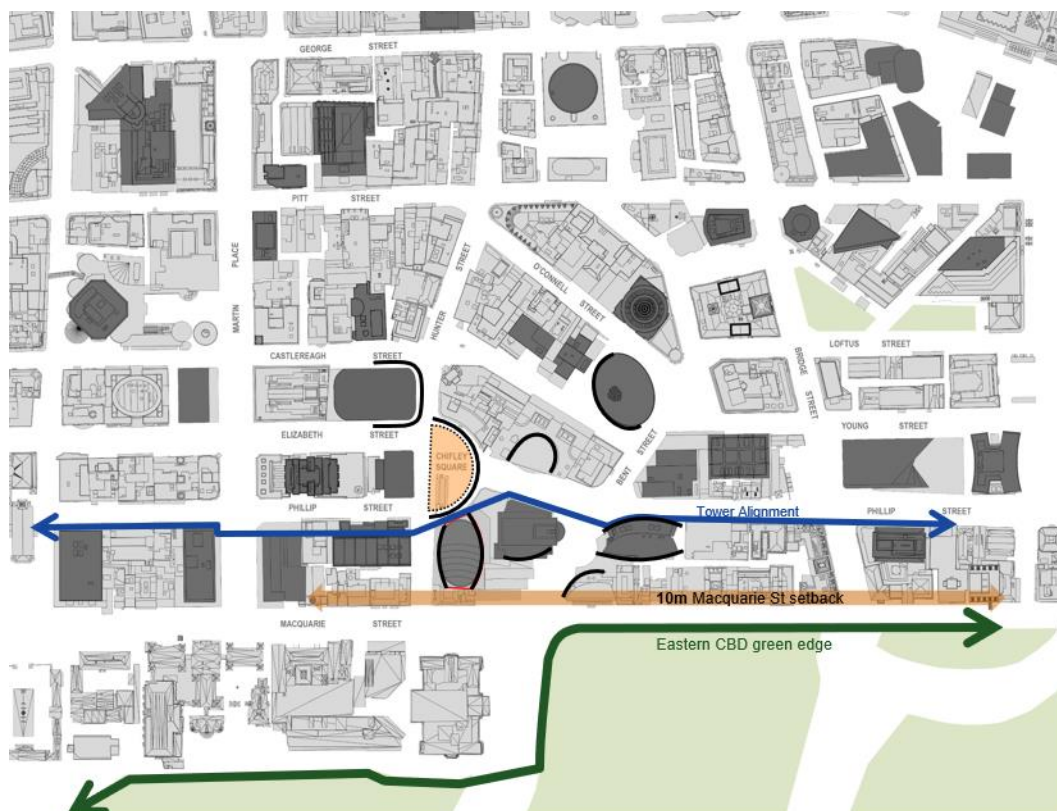 GEORGE STREET
PITT STREET
MARTIN PLACE
HUNTER STREET
O'CONNELL STREET
CASTLEREAGH STREET
LOFTUS STREET
BRIDGE STREET
ELIZABETH STREET
CHIFLEY
SQUARE
BENT STREET
YOUNG STREET
PHILLIP STREET
Tower Alignment
PHILLIP STREET
10m Macquarie St setback
MACQUARIE STREET
Eastern CBD green edge